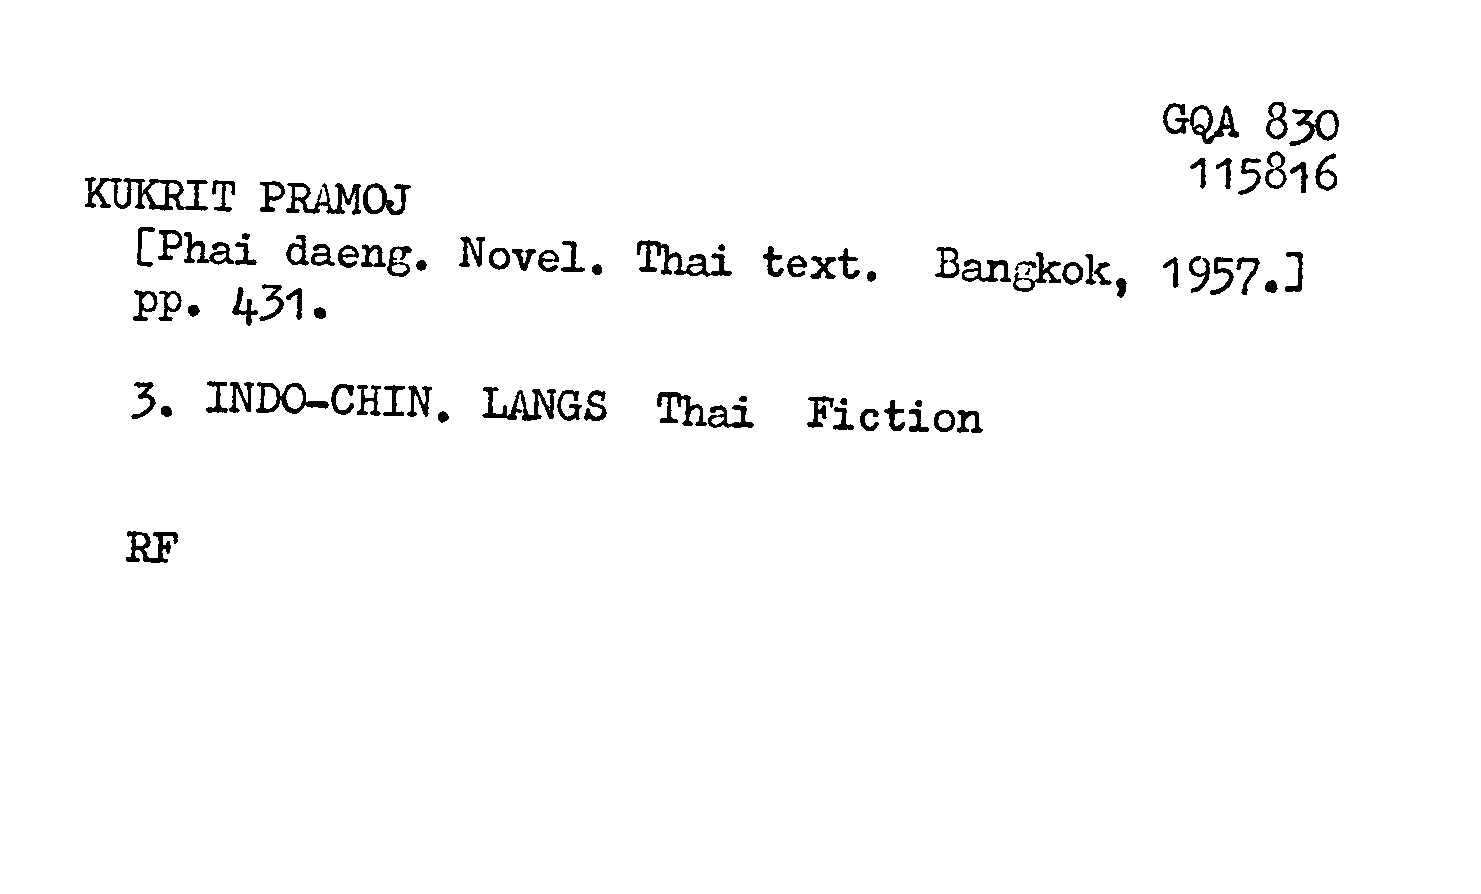 GQA 830
115816
KUKRIT PRAMOJ
[Phai daeng. Novel. Thai text. Bangkok, 1957.]
pp. 431.
3. INDO-CHIN. LANGS Thai Fiction
RF